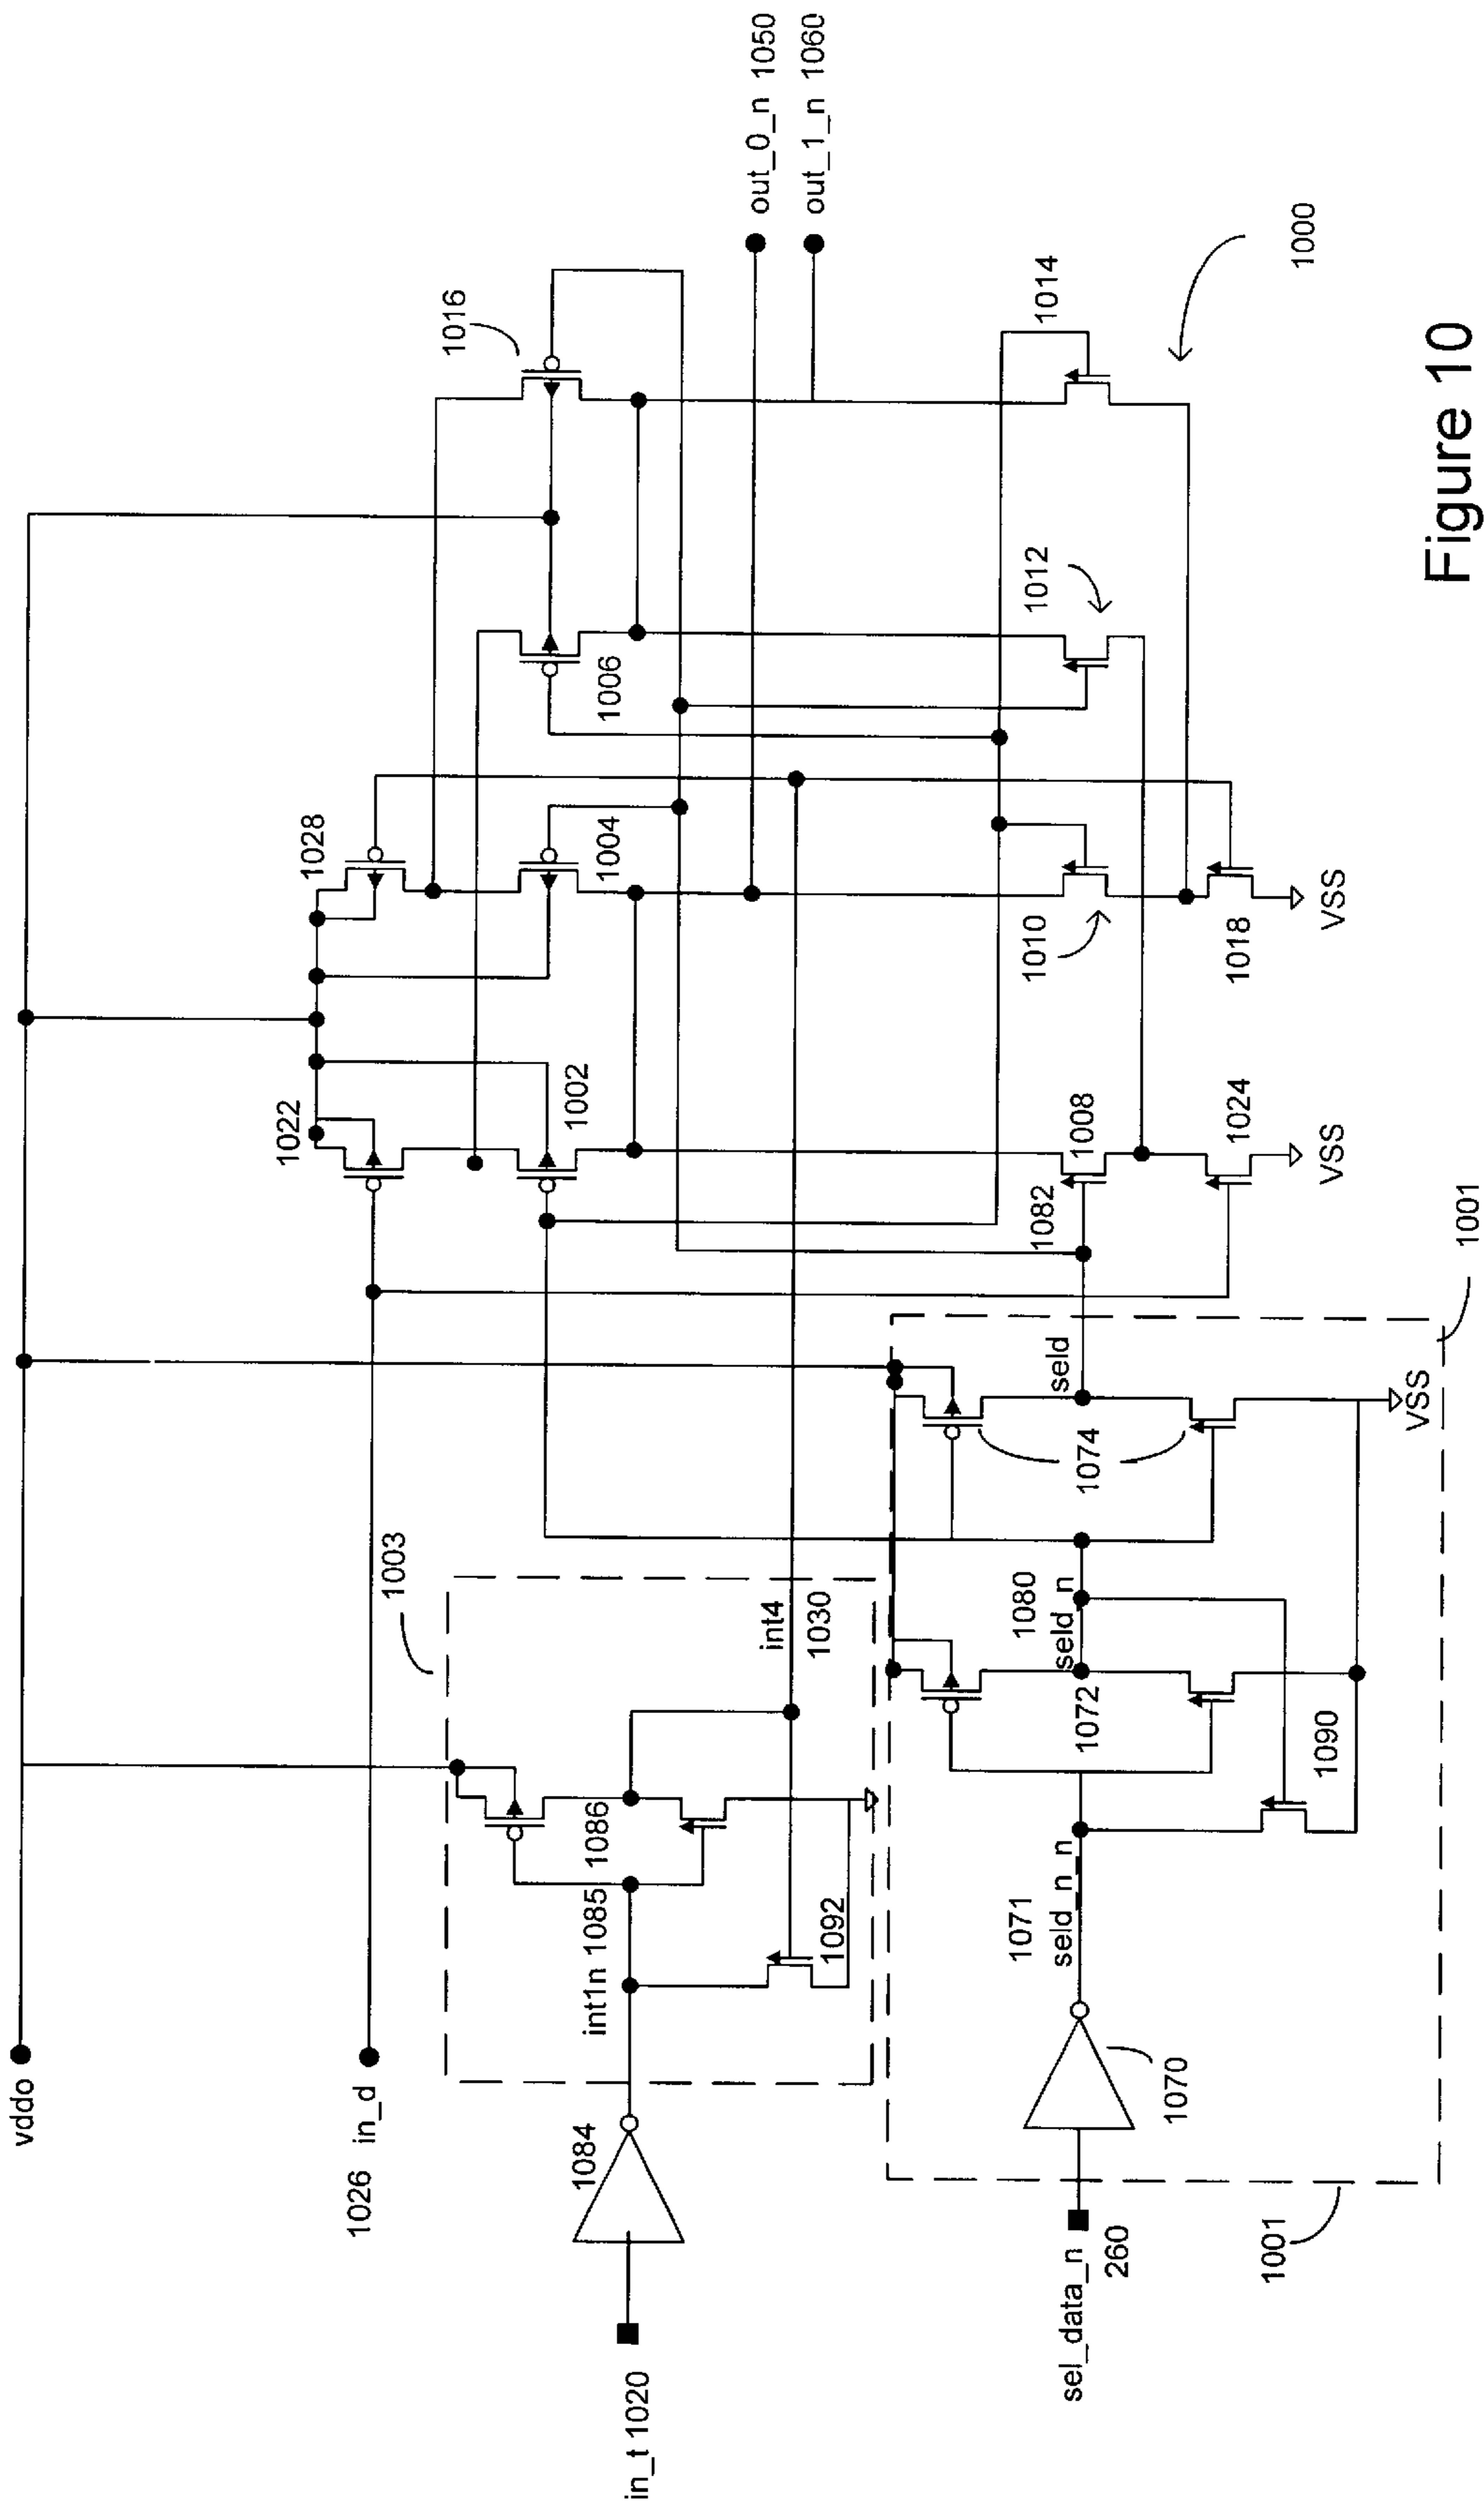 vddo
1026 in_d
1003
1022
1028
1016
1002
1004
1006
in_t 1020
1084
int1n 1085
1086
1092
int4
1030
out_0_n 1050
out_1_n 1060
sel_data_n
260
1070
1071
seld_n_n
1072
1080
seld_n
1090
1074
seld
1082
1008
1024
1010
1018
1012
1014
VSS
VSS
VSS
1001
1001
1000
Figure 10